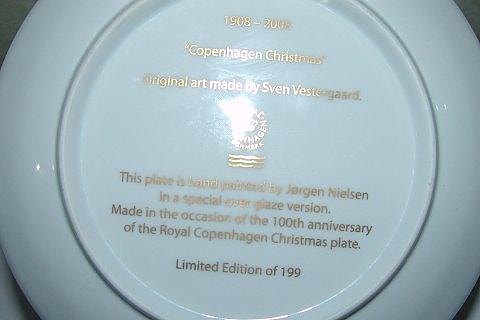 1908 – 2008
"Copenhagen Christmas"
Original art made by Sven Vestergaard.
This plate is hand painted by Jørgen Nielsen
in a special over glaze version.
Made in the occasion of the 100th anniversary
of the Royal Copenhagen Christmas plate.
Limited Edition of 199